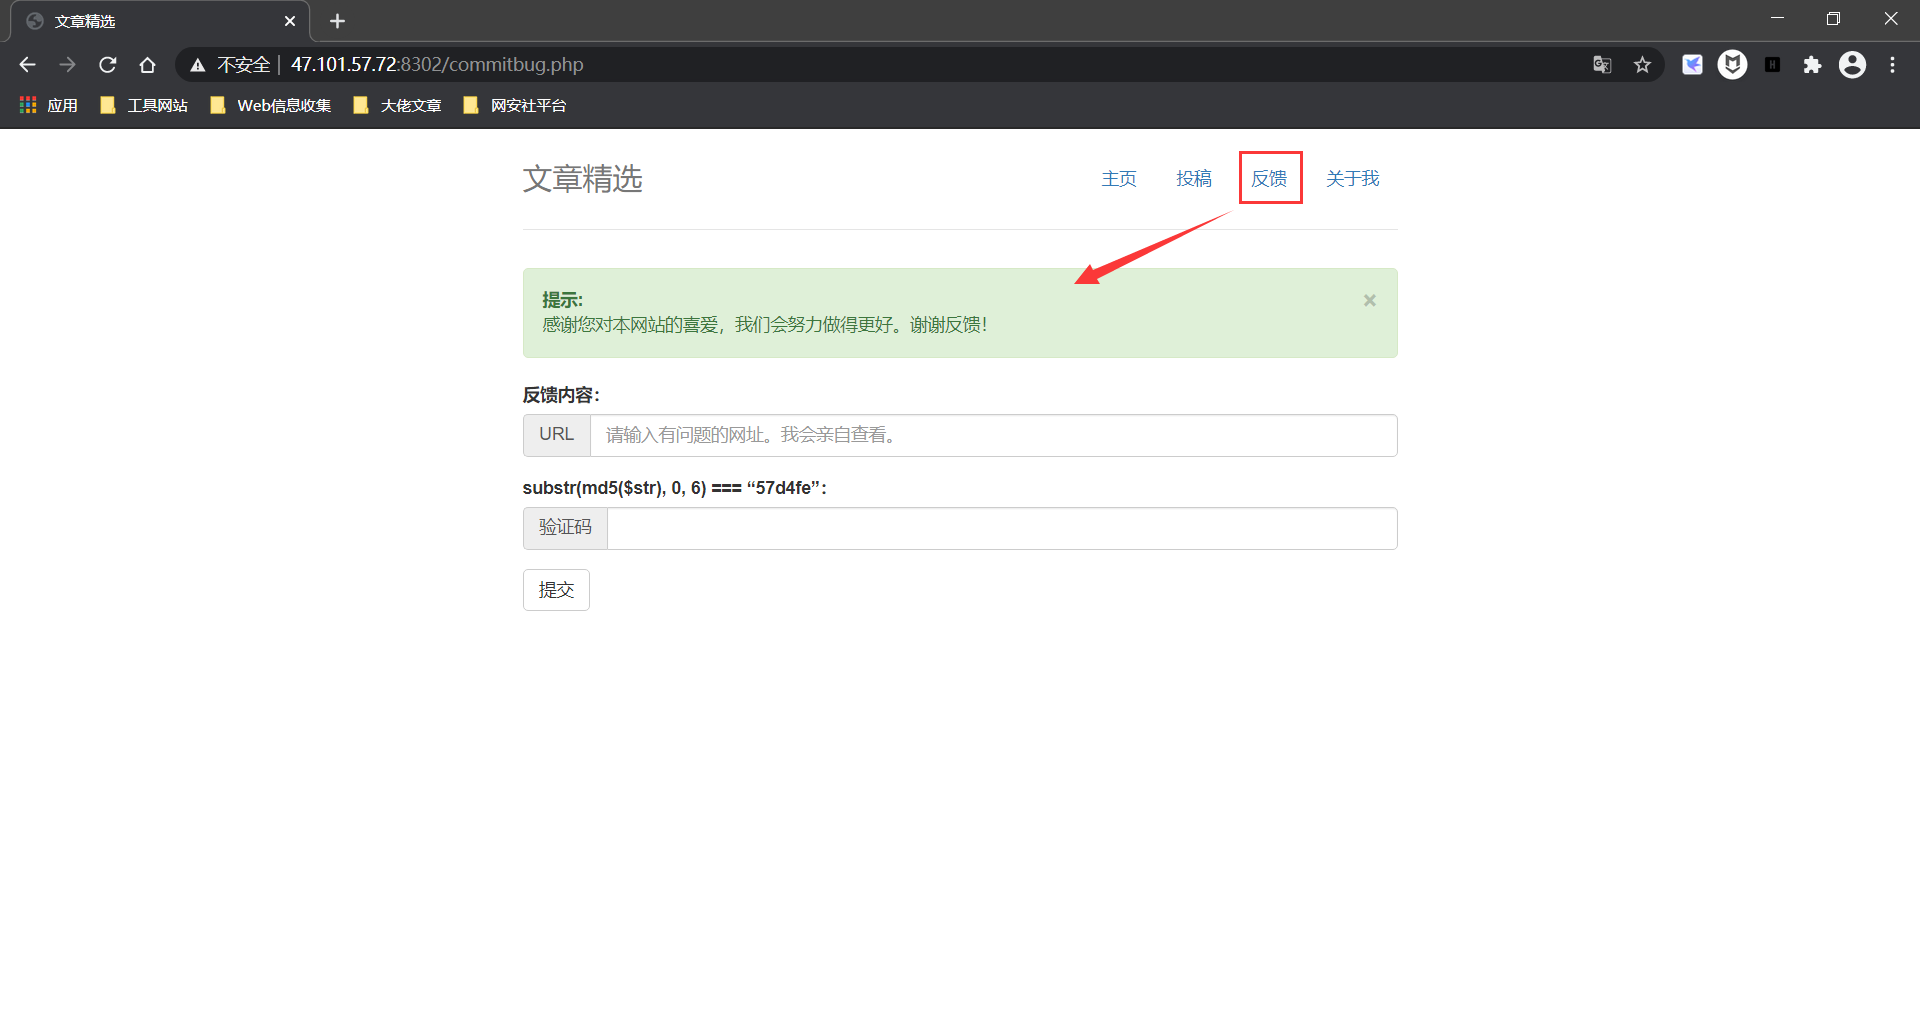 文章精选
不安全 | 47.101.57.72:8302/commitbug.php
应用 工具网站 Web信息收集 大佬文章 网安社平台
文章精选 主页 投稿 反馈 关于我
提示:
感谢您对本网站的喜爱，我们会努力做得更好。谢谢反馈！
反馈内容：
URL 请输入有问题的网址。我会亲自查看。
substr(md5($str), 0, 6) === “57d4fe”：
验证码
提交